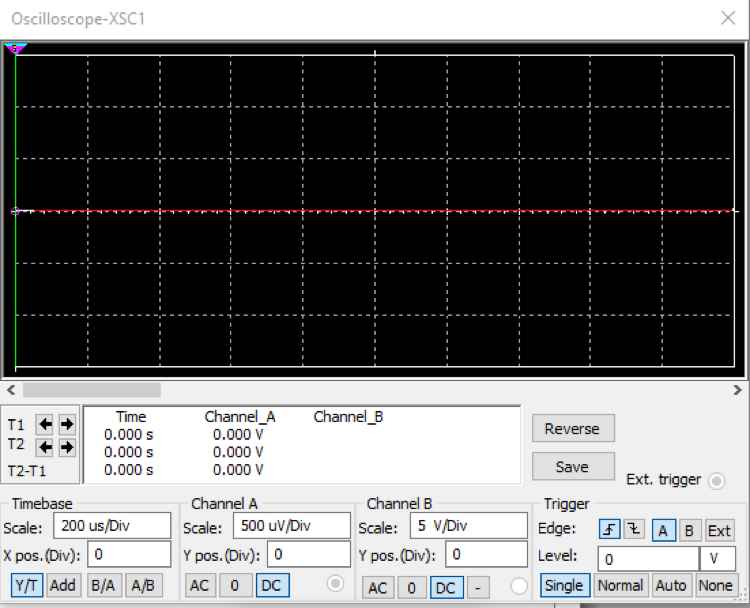 Oscilloscope-XSC1
Time Channel_A Channel_B
T1 0.000 s 0.000 V
T2 0.000 s 0.000 V
T2-T1 0.000 s 0.000 V
Reverse
Save
Ext. trigger
Timebase
Scale: 200 us/Div
X pos.(Div): 0
Y/T Add B/A A/B
Channel A
Scale: 500 uV/Div
Y pos.(Div): 0
AC 0 DC
Channel B
Scale: 5 V/Div
Y pos.(Div): 0
AC 0 DC -
Trigger
Edge: A B Ext
Level: 0 V
Single Normal Auto None